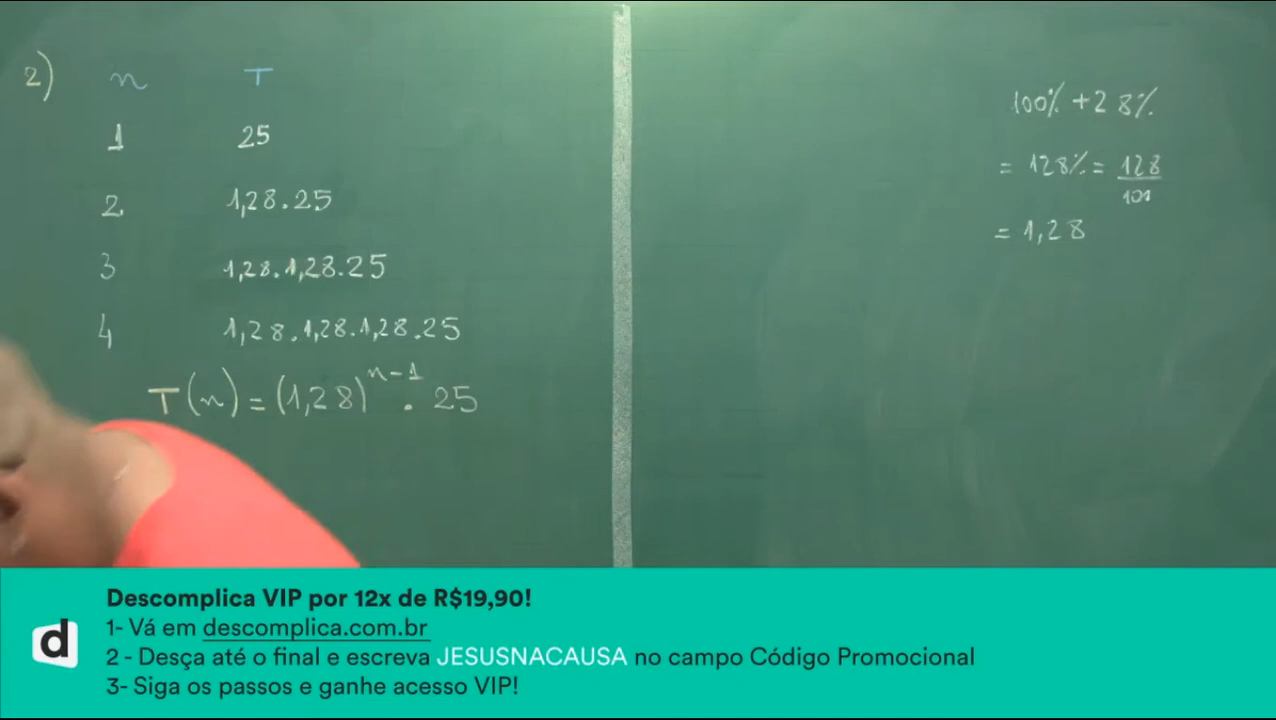 2) n T
1 25
2 1,28.25
3 1,28.1,28.25
4 1,28.1,28.1,28.25
T(n) = (1,28)^n-1 . 25
100% + 28%
= 128% = 128/100
= 1,28
d
Descomplica VIP por 12x de R$19,90!
1- Vá em descomplica.com.br
2 - Desça até o final e escreva JESUSNACAUSA no campo Código Promocional
3- Siga os passos e ganhe acesso VIP!